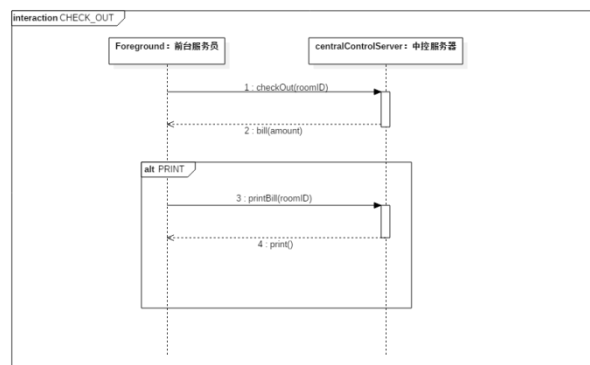 interaction CHECK_OUT
Foreground：前台服务员
centralControlServer：中控服务器
1 : checkOut(roomID)
2 : bill(amount)
alt PRINT
3 : printBill(roomID)
4 : print()